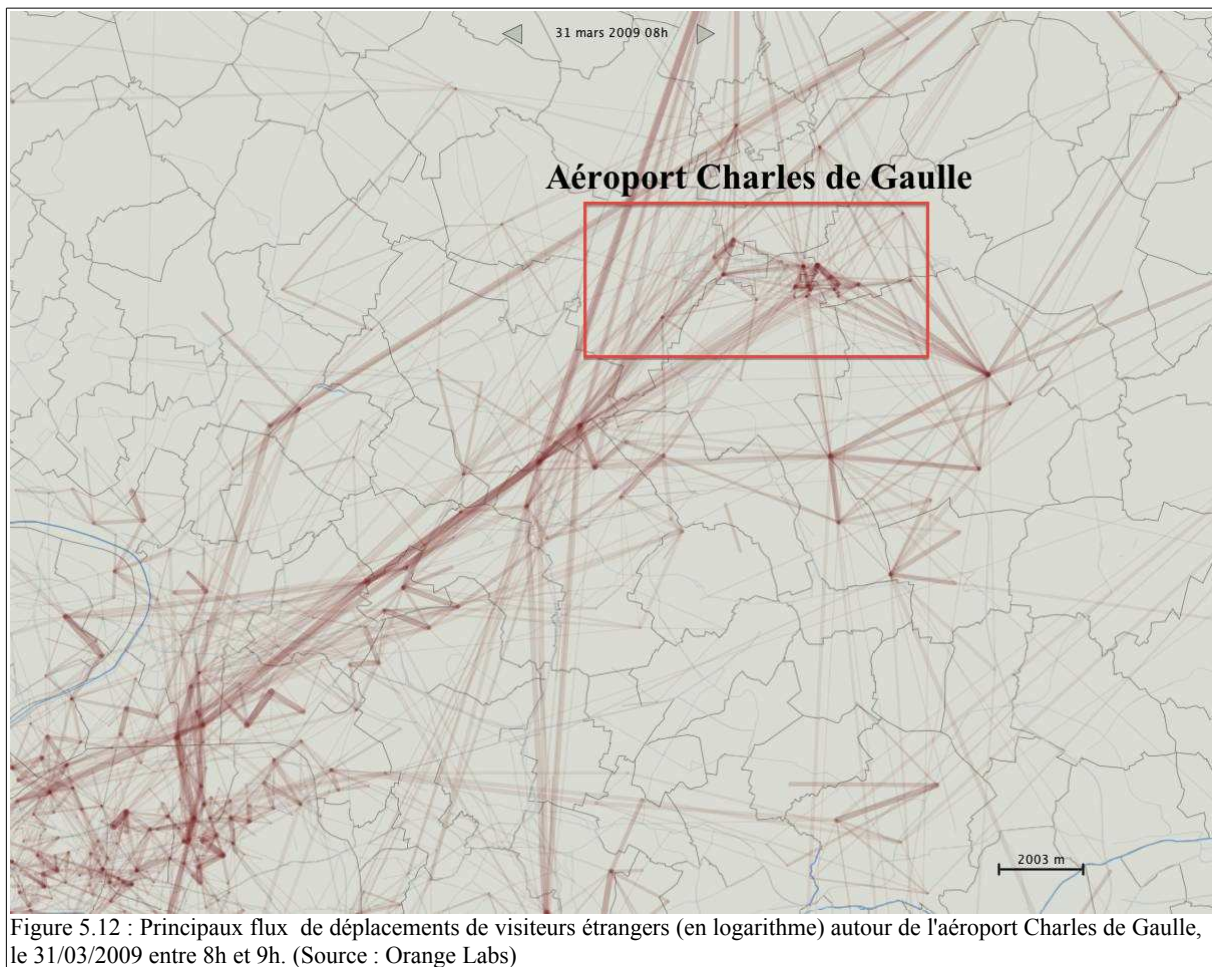 31 mars 2009 08h
Aéroport Charles de Gaulle
2003 m
Figure 5.12 : Principaux flux de déplacements de visiteurs étrangers (en logarithme) autour de l'aéroport Charles de Gaulle,
le 31/03/2009 entre 8h et 9h. (Source : Orange Labs)